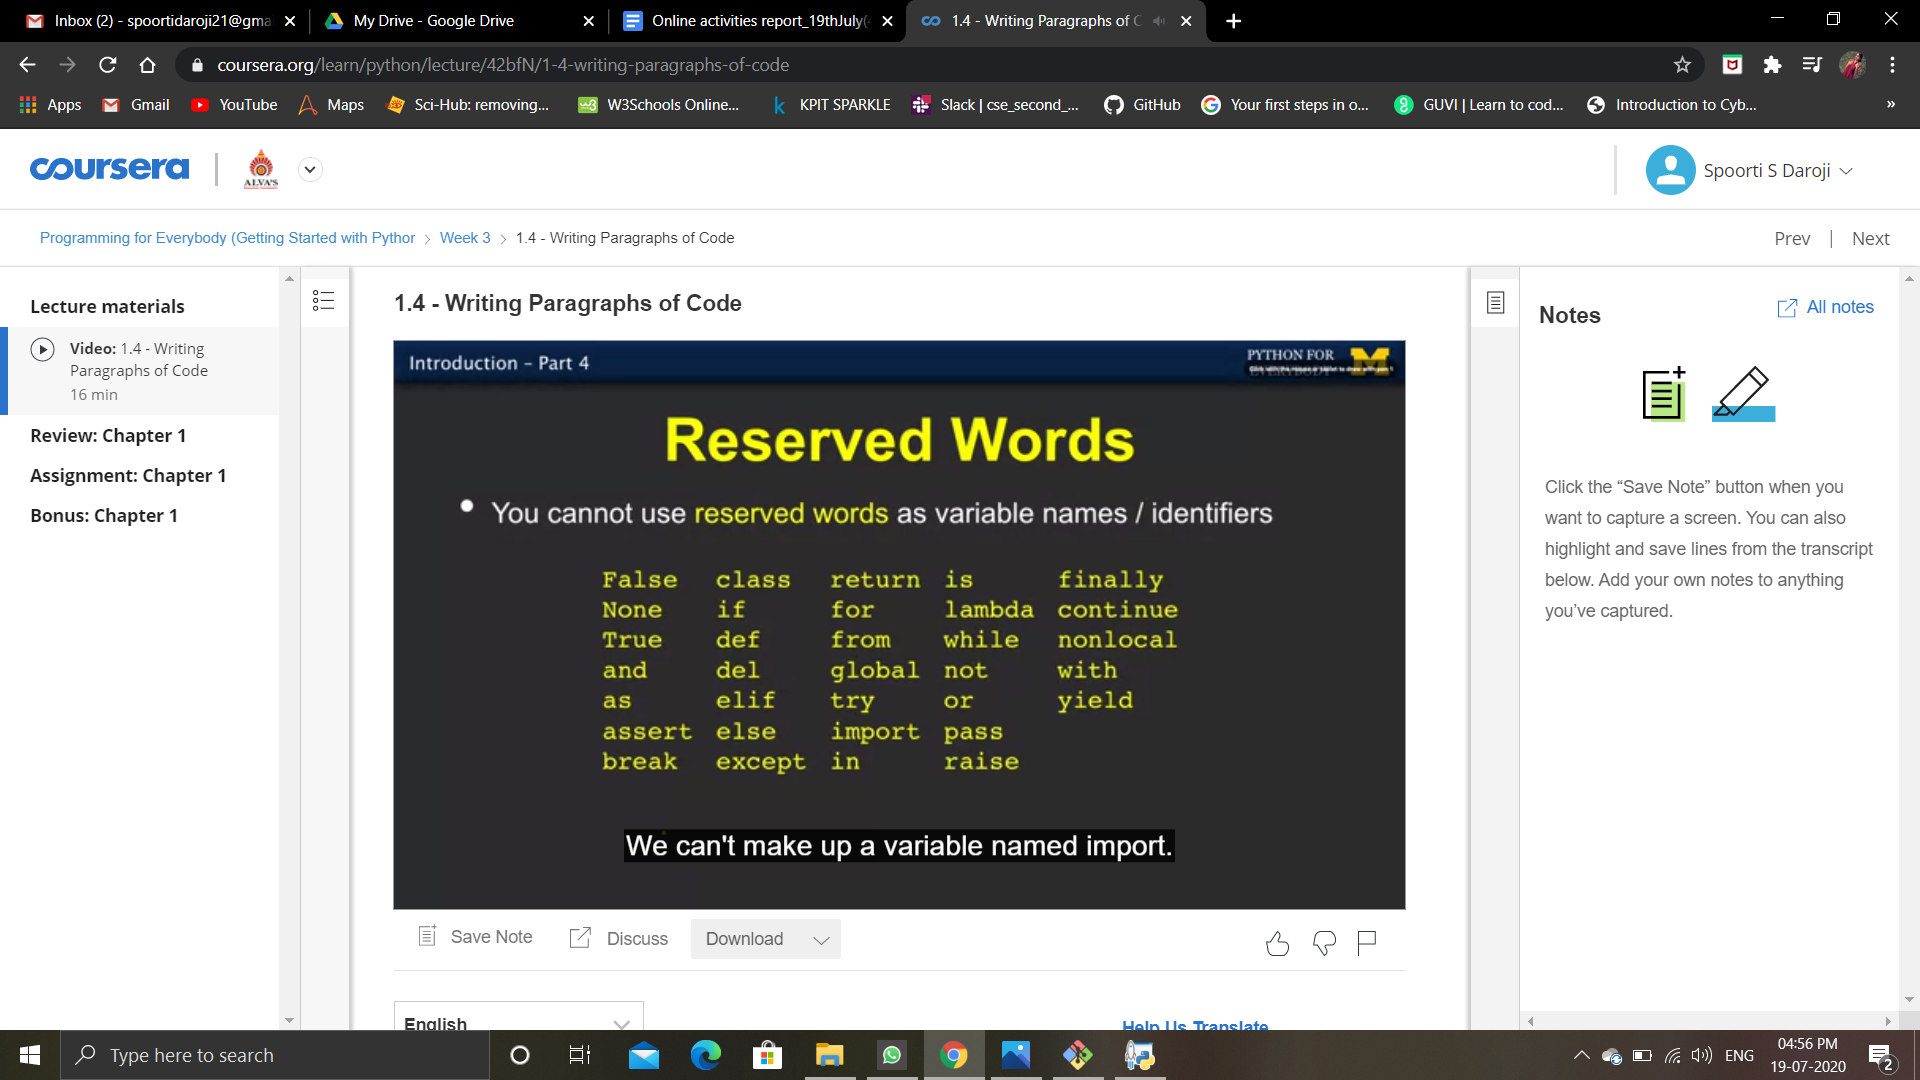 Inbox (2) - spoortidaroji21@gma
My Drive - Google Drive
Online activities report_19thJuly(
1.4 - Writing Paragraphs of C
coursera.org/learn/python/lecture/42bfN/1-4-writing-paragraphs-of-code
Apps
Gmail
YouTube
Maps
Sci-Hub: removing...
W3Schools Online...
KPIT SPARKLE
Slack | cse_second_...
GitHub
Your first steps in o...
GUVI | Learn to cod...
Introduction to Cyb...
»
coursera
ALVA'S
Spoorti S Daroji
Programming for Everybody (Getting Started with Python
Week 3
1.4 - Writing Paragraphs of Code
Prev | Next
Lecture materials
Video: 1.4 - Writing
Paragraphs of Code
16 min
Review: Chapter 1
Assignment: Chapter 1
Bonus: Chapter 1
1.4 - Writing Paragraphs of Code
Introduction – Part 4
PYTHON FOR
EVERYBODY
Reserved Words
• You cannot use reserved words as variable names / identifiers
False class return is finally
None if for lambda continue
True def from while nonlocal
and del global not with
as elif try or yield
assert else import pass
break except in raise
We can't make up a variable named import.
Save Note
Discuss
Download
English
Help Us Translate
Notes
All notes
Click the “Save Note” button when you
want to capture a screen. You can also
highlight and save lines from the transcript
below. Add your own notes to anything
you’ve captured.
Type here to search
ENG
04:56 PM
19-07-2020
2